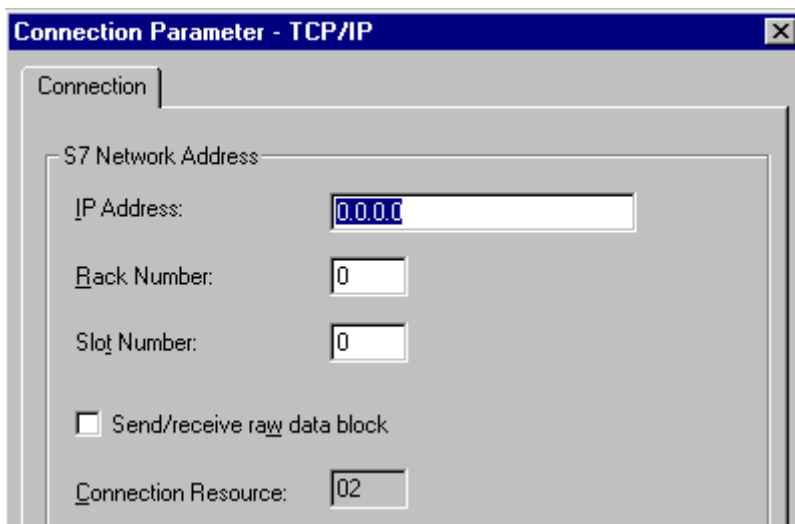 Connection Parameter - TCP/IP
Connection
S7 Network Address
IP Address: 0.0.0.0
Rack Number: 0
Slot Number: 0
Send/receive raw data block
Connection Resource: 02